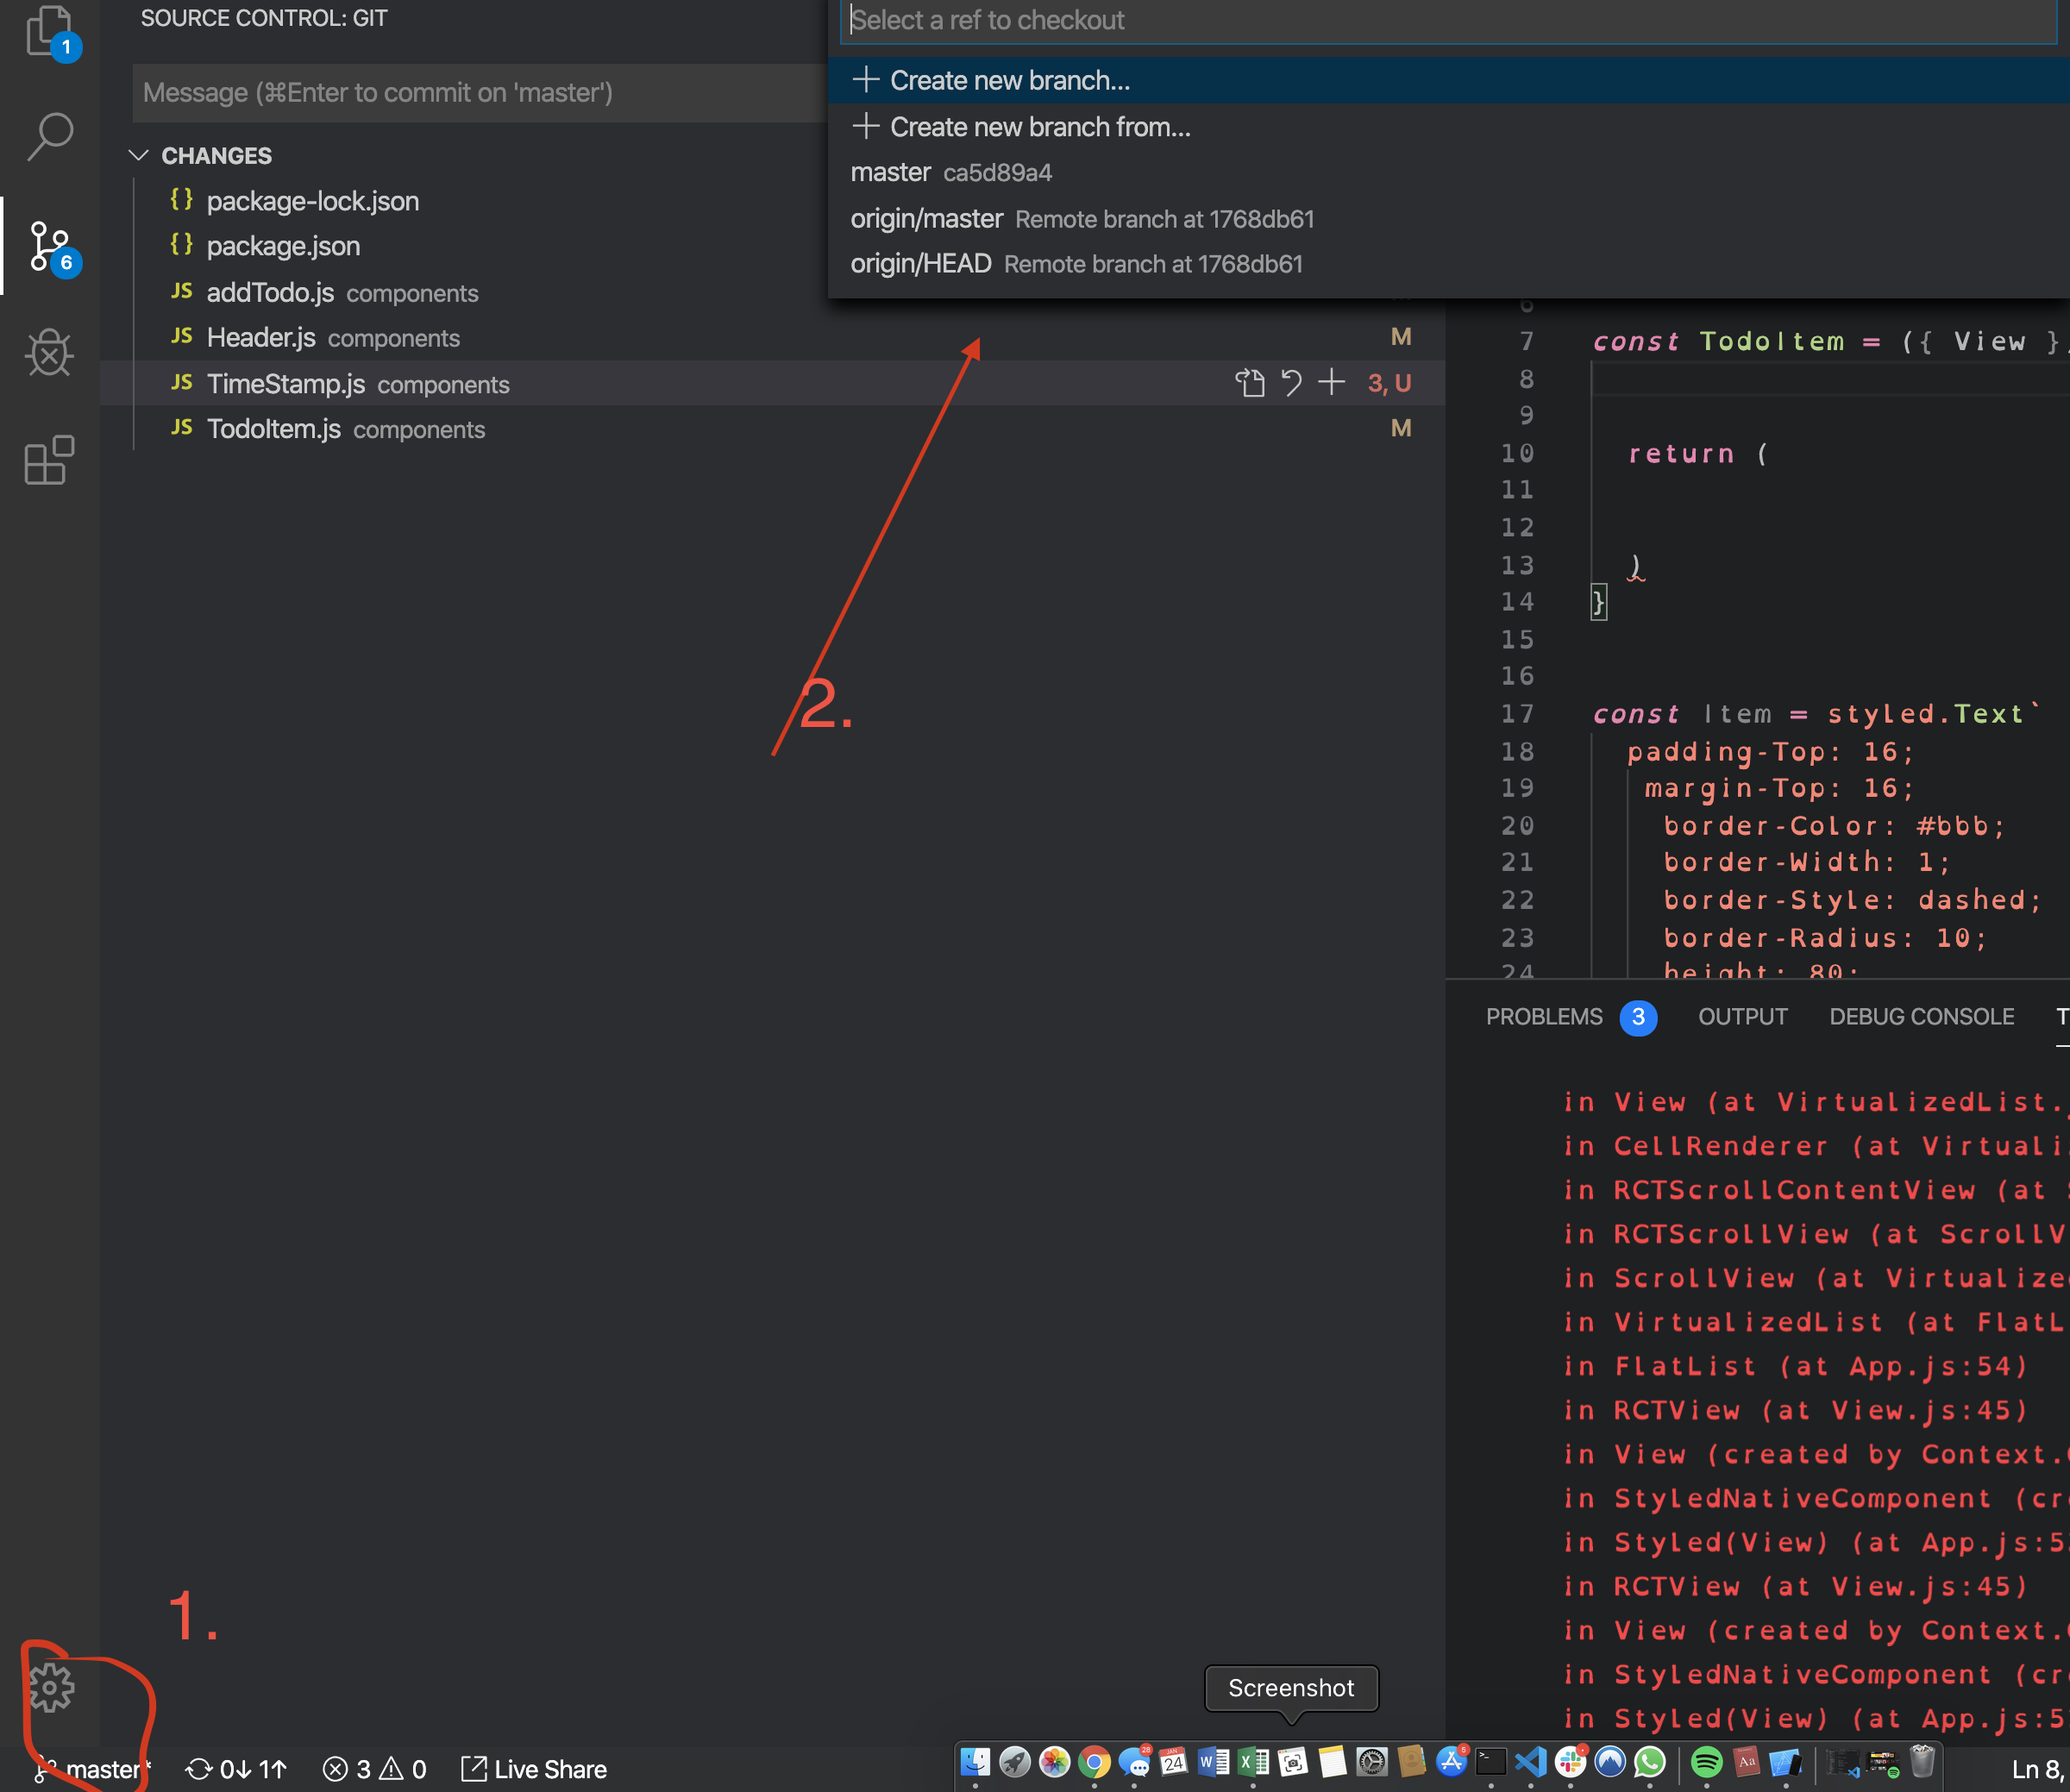 SOURCE CONTROL: GIT
1
Message (⌘Enter to commit on 'master')
Select a ref to checkout
Create new branch...
Create new branch from...
master ca5d89a4
origin/master Remote branch at 1768db61
origin/HEAD Remote branch at 1768db61
CHANGES
{} package-lock.json
{} package.json
6
JS addTodo.js components
JS Header.js components M
JS TimeStamp.js components 3, U
JS TodoItem.js components M
6
7 const TodoItem = ({ View }
8
9
10 return (
11
12
13 )
14 }
15
16
17 const Item = styled.Text`
18 padding-Top: 16;
19 margin-Top: 16;
20 border-Color: #bbb;
21 border-Width: 1;
22 border-Style: dashed;
23 border-Radius: 10;
24 height: 80;
2.
PROBLEMS 3 OUTPUT DEBUG CONSOLE T
in View (at VirtualizedList.
in CellRenderer (at Virtuali
in RCTScrollContentView (at
in RCTScrollView (at ScrollV
in ScrollView (at Virtualize
in VirtualizedList (at FlatL
in FlatList (at App.js:54)
in RCTView (at View.js:45)
in View (created by Context.
in StyledNativeComponent (cr
in Styled(View) (at App.js:5
in RCTView (at View.js:45)
in View (created by Context.
in StyledNativeComponent (cr
in Styled(View) (at App.js:5
1.
Screenshot
master* 0↓ 1↑ 3 0 Live Share
JAN
24
28
5
Aa
Ln 8